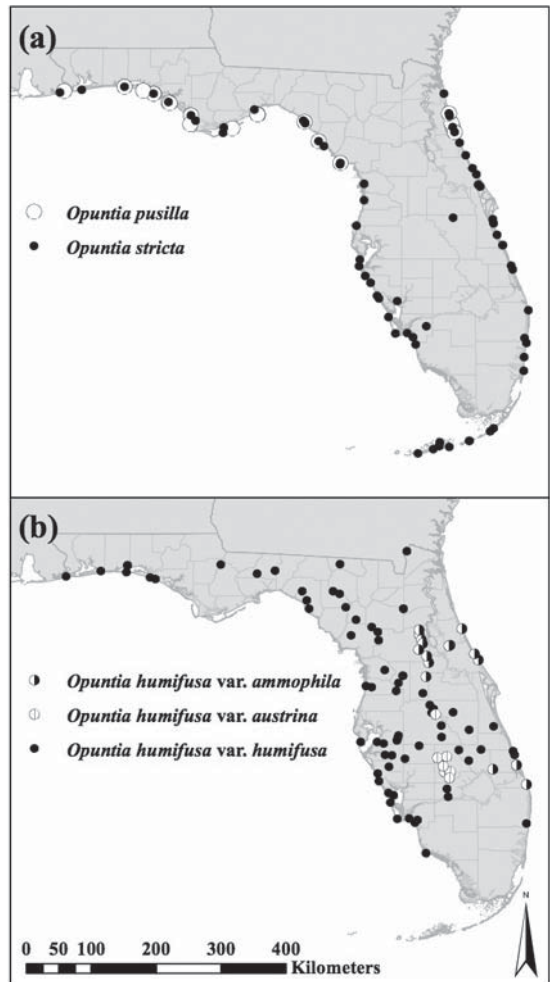 (a)
Opuntia pusilla
Opuntia stricta
(b)
Opuntia humifusa var. ammophila
Opuntia humifusa var. austrina
Opuntia humifusa var. humifusa
N
0 50 100 200 300 400
Kilometers